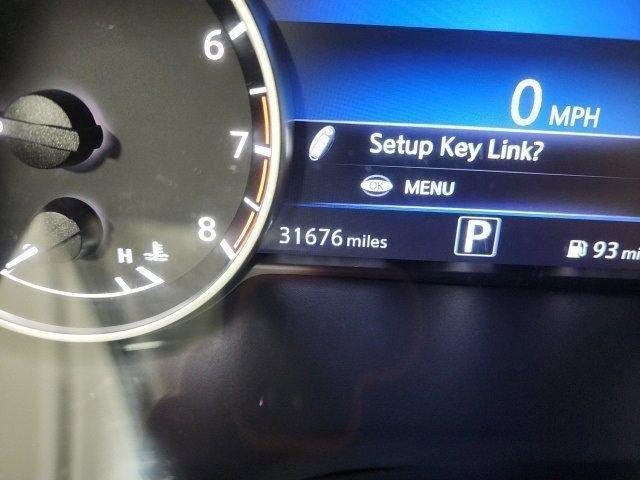 6
7
8
H
0 MPH
Setup Key Link?
OK MENU
31676 miles
P
93 mi